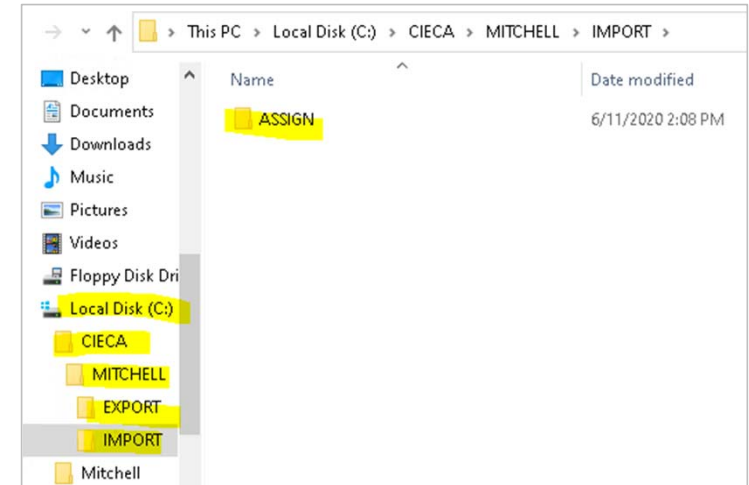 This PC > Local Disk (C:) > CIECA > MITCHELL > IMPORT >
Name Date modified
ASSIGN 6/11/2020 2:08 PM
Desktop
Documents
Downloads
Music
Pictures
Videos
Floppy Disk Dri
Local Disk (C:)
CIECA
MITCHELL
EXPORT
IMPORT
Mitchell